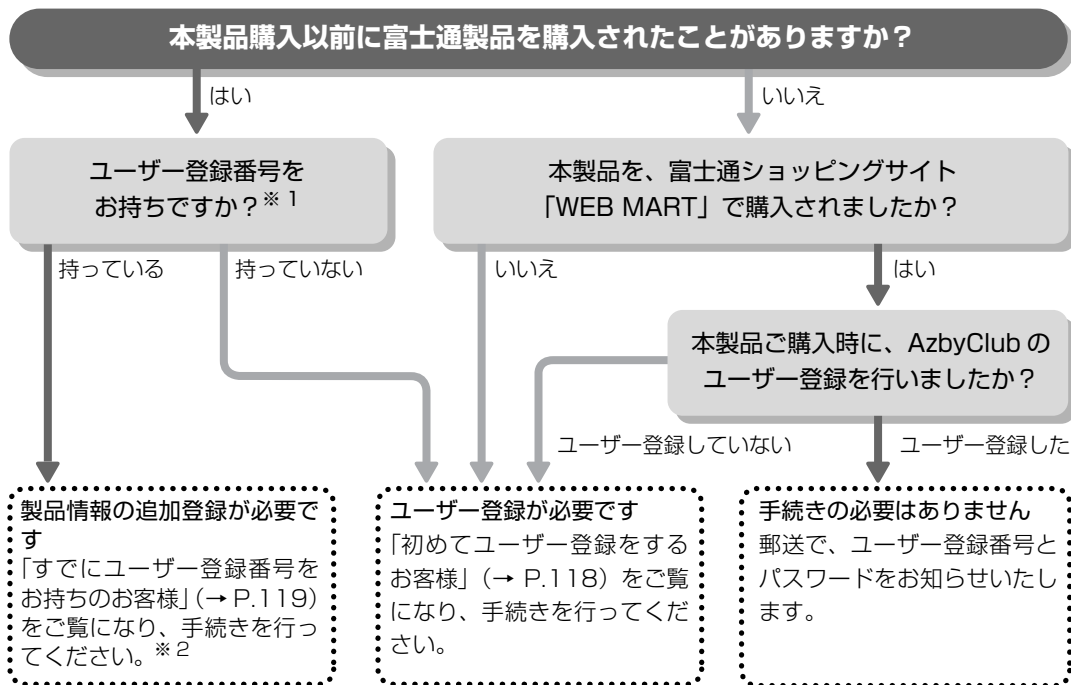 本製品購入以前に富士通製品を購入されたことがありますか？
はい
いいえ
ユーザー登録番号を
お持ちですか？※1
本製品を、富士通ショッピングサイト
「WEB MART」で購入されましたか？
持っている
持っていない
いいえ
はい
本製品ご購入時に、AzbyClub の
ユーザー登録を行いましたか？
ユーザー登録していない
ユーザー登録した
製品情報の追加登録が必要で
す
「すでにユーザー登録番号を
お持ちのお客様」（→ P.119）
をご覧になり、手続きを行っ
てください。※2
ユーザー登録が必要です
「初めてユーザー登録をする
お客様」（→ P.118）をご覧
になり、手続きを行ってくだ
さい。
手続きの必要はありません
郵送で、ユーザー登録番号と
パスワードをお知らせいたし
ます。